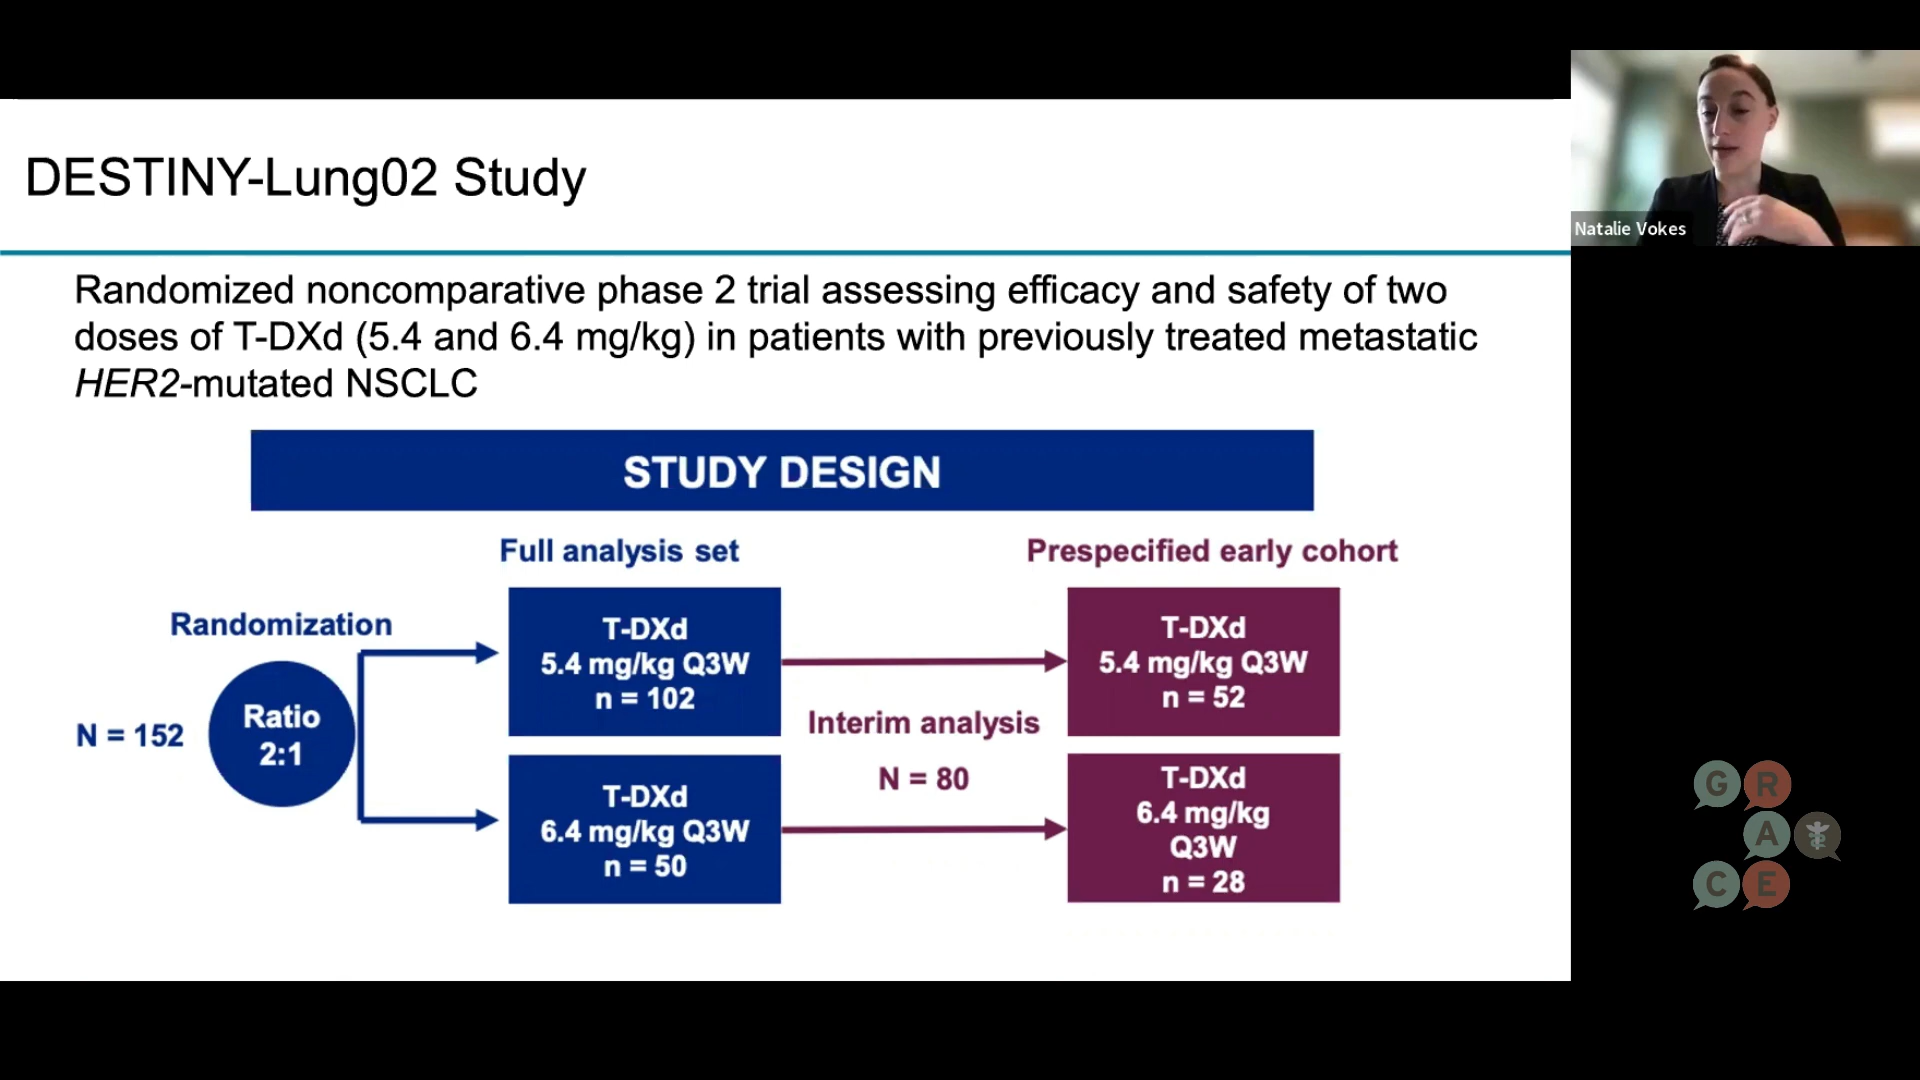 DESTINY-Lung02 Study
Natalie Vokes
Randomized noncomparative phase 2 trial assessing efficacy and safety of two
doses of T-DXd (5.4 and 6.4 mg/kg) in patients with previously treated metastatic
HER2-mutated NSCLC
STUDY DESIGN
Full analysis set
Prespecified early cohort
Randomization
N = 152
Ratio
2:1
T-DXd
5.4 mg/kg Q3W
n = 102
T-DXd
6.4 mg/kg Q3W
n = 50
Interim analysis
N = 80
T-DXd
5.4 mg/kg Q3W
n = 52
T-DXd
6.4 mg/kg
Q3W
n = 28
G R
A
C E